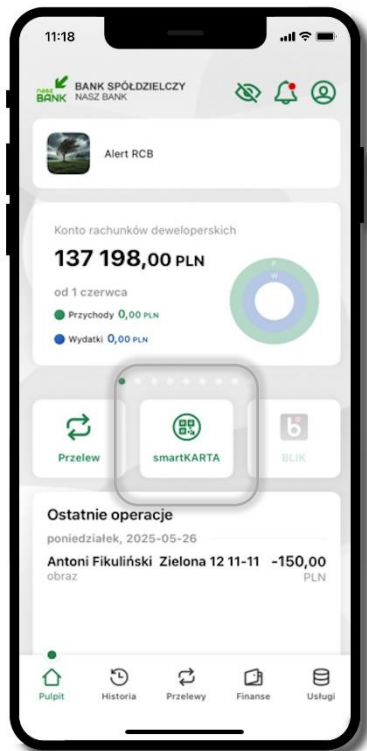 11:18
nasz
BANK
BANK SPÓŁDZIELCZY
NASZ BANK
Alert RCB
Konto rachunków deweloperskich
137 198,00 PLN
od 1 czerwca
Przychody 0,00 PLN
Wydatki 0,00 PLN
P
W
Przelew
smartKARTA
BLIK
Ostatnie operacje
poniedziałek, 2025-05-26
Antoni Fikuliński Zielona 12 11-11 -150,00
obraz PLN
Pulpit Historia Przelewy Finanse Usługi